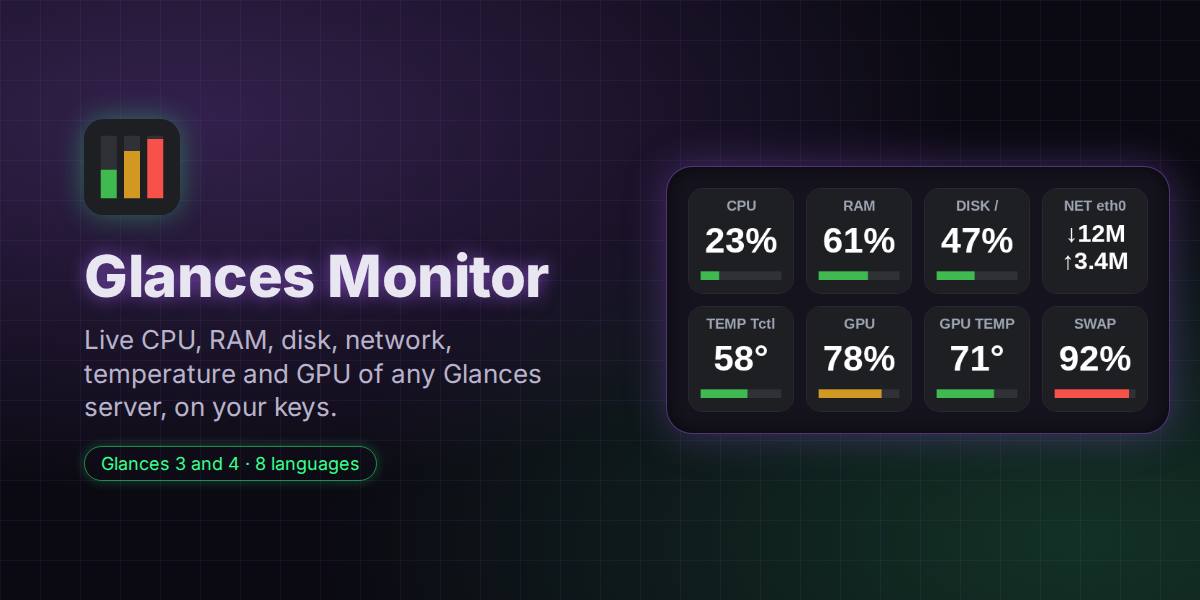 Glances Monitor
Live CPU, RAM, disk, network,
temperature and GPU of any Glances
server, on your keys.
Glances 3 and 4 · 8 languages
CPU
23%
RAM
61%
DISK /
47%
NET eth0
↓12M
↑3.4M
TEMP Tctl
58°
GPU
78%
GPU TEMP
71°
SWAP
92%